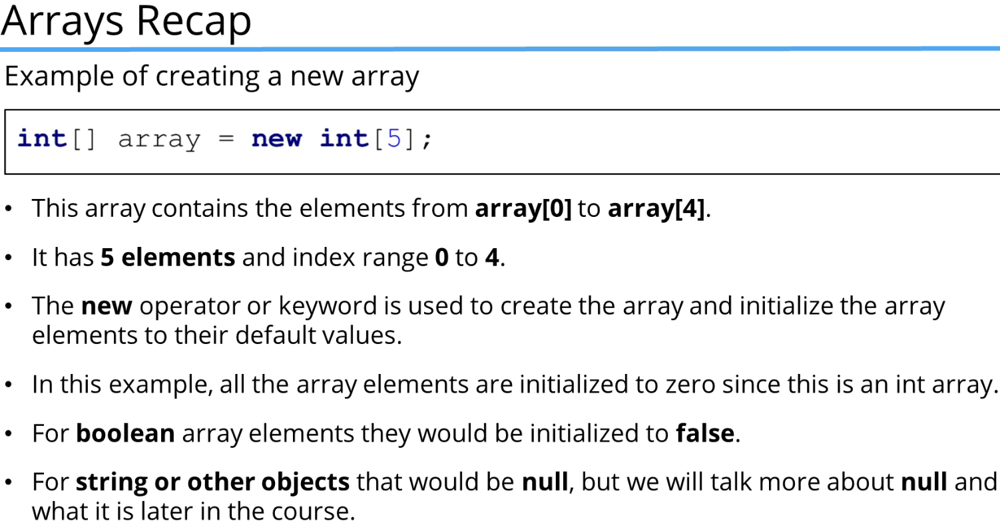 Arrays Recap
Example of creating a new array
int[] array = new int[5];
• This array contains the elements from array[0] to array[4].
• It has 5 elements and index range 0 to 4.
• The new operator or keyword is used to create the array and initialize the array
elements to their default values.
• In this example, all the array elements are initialized to zero since this is an int array.
• For boolean array elements they would be initialized to false.
• For string or other objects that would be null, but we will talk more about null and
what it is later in the course.